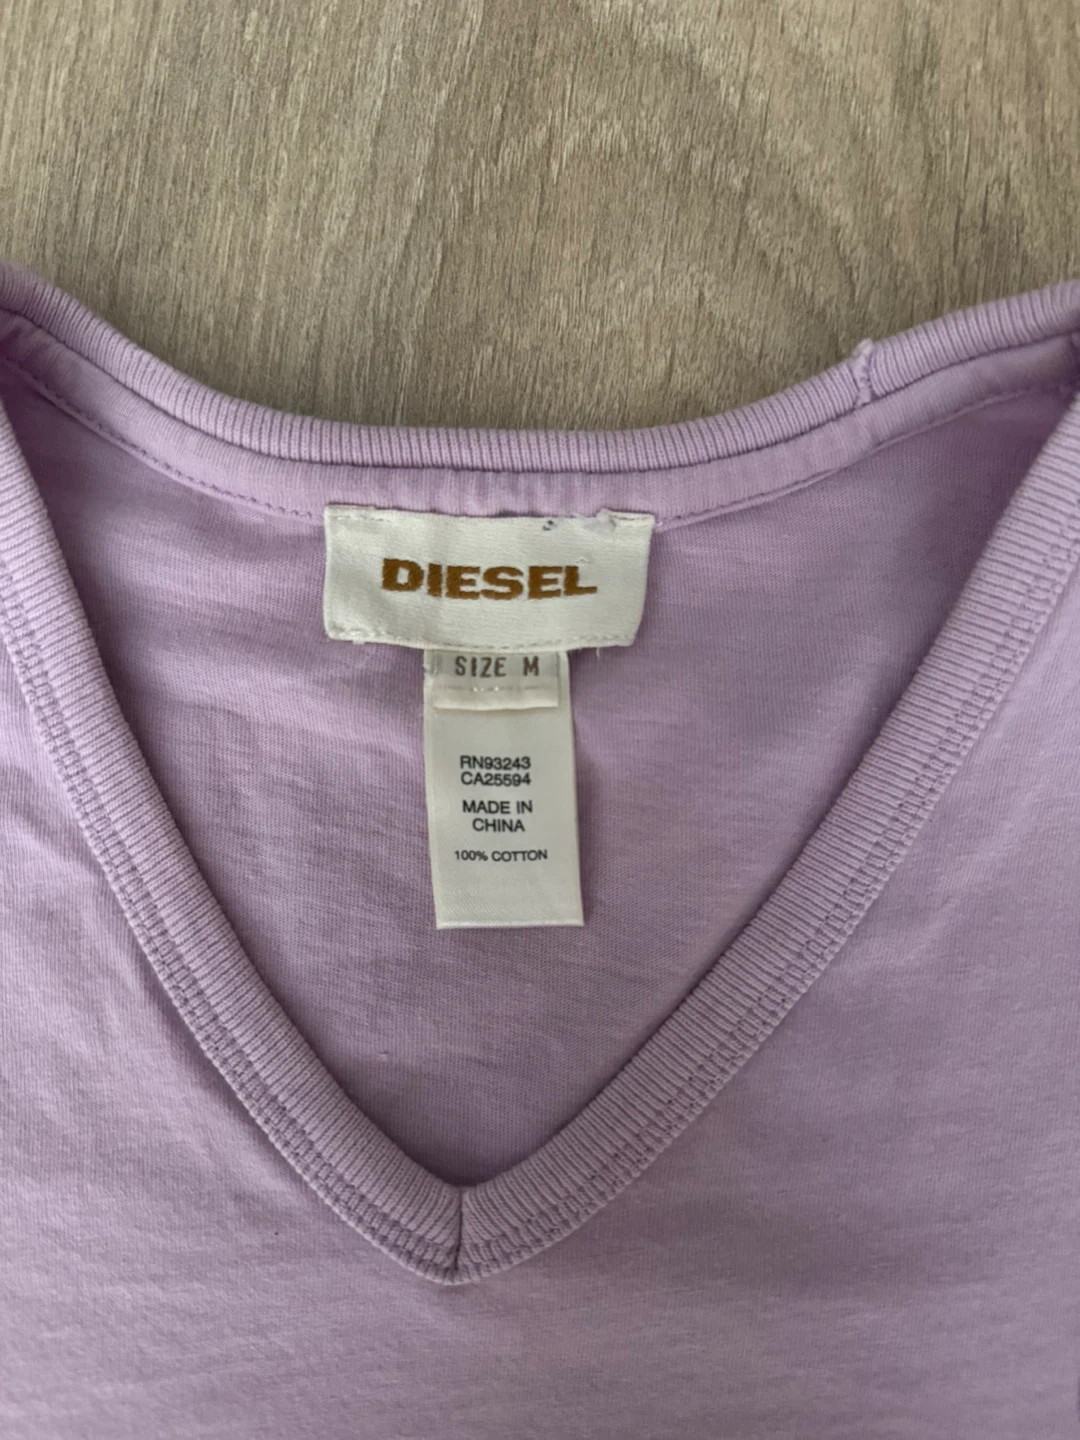 DIESEL
SIZE M
RN93243
CA25594
MADE IN
CHINA
100% COTTON